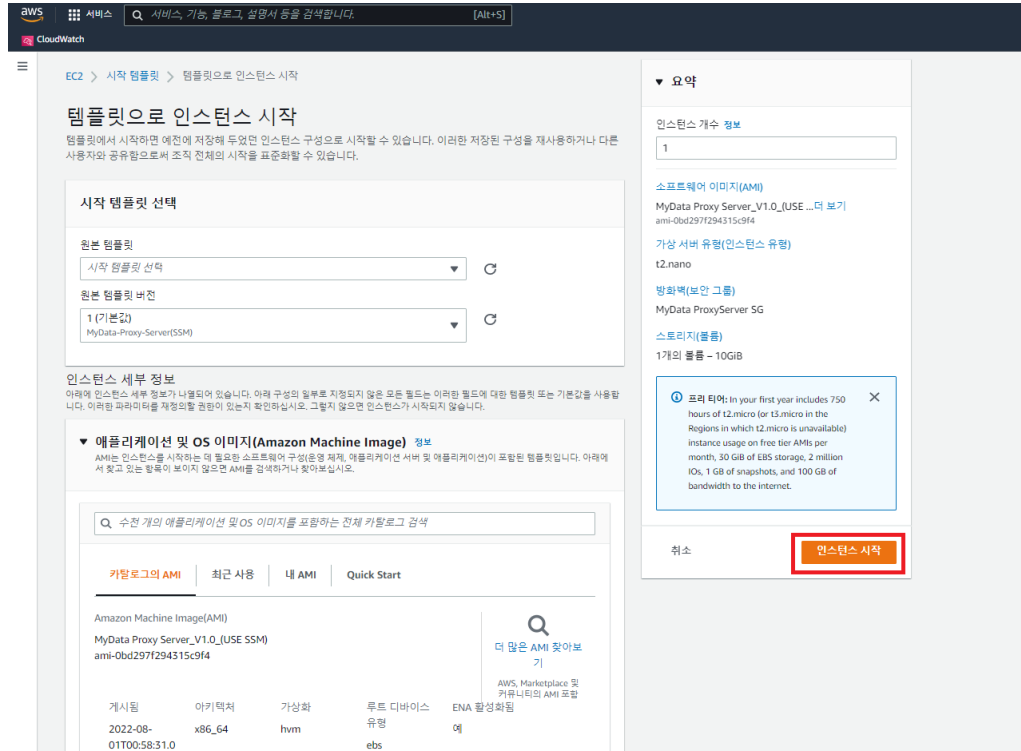 aws
서비스
서비스, 기능, 블로그, 설명서 등을 검색합니다.
[Alt+S]
CloudWatch
EC2 > 시작 템플릿 > 템플릿으로 인스턴스 시작
템플릿으로 인스턴스 시작
템플릿에서 시작하면 예전에 저장해 두었던 인스턴스 구성으로 시작할 수 있습니다. 이러한 저장된 구성을 재사용하거나 다른
사용자와 공유함으로써 조직 전체의 시작을 표준화할 수 있습니다.
시작 템플릿 선택
원본 템플릿
시작 템플릿 선택
원본 템플릿 버전
1 (기본값)
MyData-Proxy-Server(SSM)
인스턴스 세부 정보
아래에 인스턴스 세부 정보가 나열되어 있습니다. 아래 구성의 일부로 지정되지 않은 모든 필드는 이러한 필드에 대한 템플릿 또는 기본값을 사용합
니다. 이러한 파라미터를 재정의할 권한이 있는지 확인하십시오. 그렇지 않으면 인스턴스가 시작되지 않습니다.
애플리케이션 및 OS 이미지(Amazon Machine Image) 정보
AMI는 인스턴스를 시작하는 데 필요한 소프트웨어 구성(운영 체제, 애플리케이션 서버 및 애플리케이션)이 포함된 템플릿입니다. 아래에
서 찾고 있는 항목이 보이지 않으면 AMI를 검색하거나 찾아보십시오.
수천 개의 애플리케이션 및 OS 이미지를 포함하는 전체 카탈로그 검색
카탈로그의 AMI
최근 사용
내 AMI
Quick Start
Amazon Machine Image(AMI)
MyData Proxy Server_V1.0_(USE SSM)
ami-0bd297f294315c9f4
더 많은 AMI 찾아보
기
AWS, Marketplace 및
커뮤니티의 AMI 포함
게시됨
아키텍처
가상화
루트 디바이스
유형
ENA 활성화됨
2022-08-
01T00:58:31.0
x86_64
hvm
ebs
예
요약
인스턴스 개수 정보
1
소프트웨어 이미지(AMI)
MyData Proxy Server_V1.0_(USE ...더 보기
ami-0bd297f294315c9f4
가상 서버 유형(인스턴스 유형)
t2.nano
방화벽(보안 그룹)
MyData ProxyServer SG
스토리지(볼륨)
1개의 볼륨 – 10GiB
프리 티어: In your first year includes 750
hours of t2.micro (or t3.micro in the
Regions in which t2.micro is unavailable)
instance usage on free tier AMIs per
month, 30 GiB of EBS storage, 2 million
IOs, 1 GB of snapshots, and 100 GB of
bandwidth to the internet.
취소
인스턴스 시작